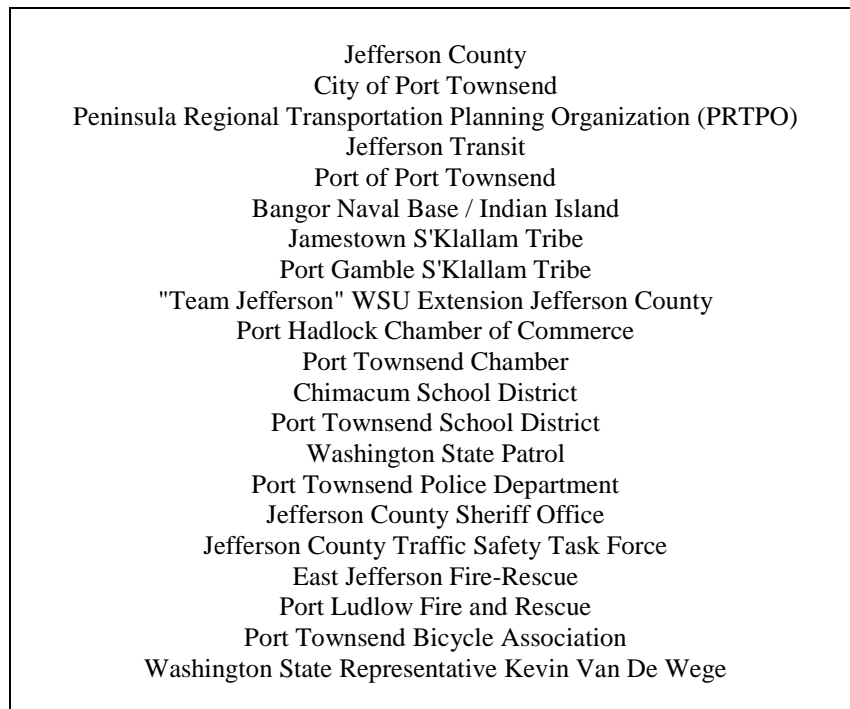 Jefferson County
City of Port Townsend
Peninsula Regional Transportation Planning Organization (PRTPO)
Jefferson Transit
Port of Port Townsend
Bangor Naval Base / Indian Island
Jamestown S'Klallam Tribe
Port Gamble S'Klallam Tribe
"Team Jefferson" WSU Extension Jefferson County
Port Hadlock Chamber of Commerce
Port Townsend Chamber
Chimacum School District
Port Townsend School District
Washington State Patrol
Port Townsend Police Department
Jefferson County Sheriff Office
Jefferson County Traffic Safety Task Force
East Jefferson Fire-Rescue
Port Ludlow Fire and Rescue
Port Townsend Bicycle Association
Washington State Representative Kevin Van De Wege